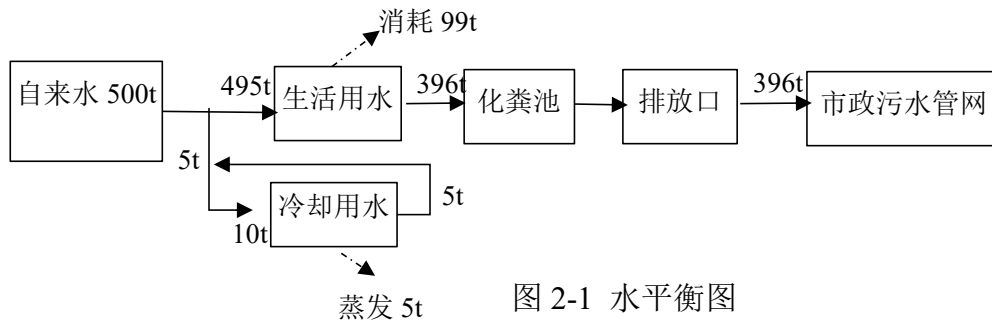 消耗 99t
自来水 500t
495t
生活用水
396t
化粪池
排放口
396t
市政污水管网
5t
冷却用水
5t
10t
蒸发 5t
图 2-1 水平衡图